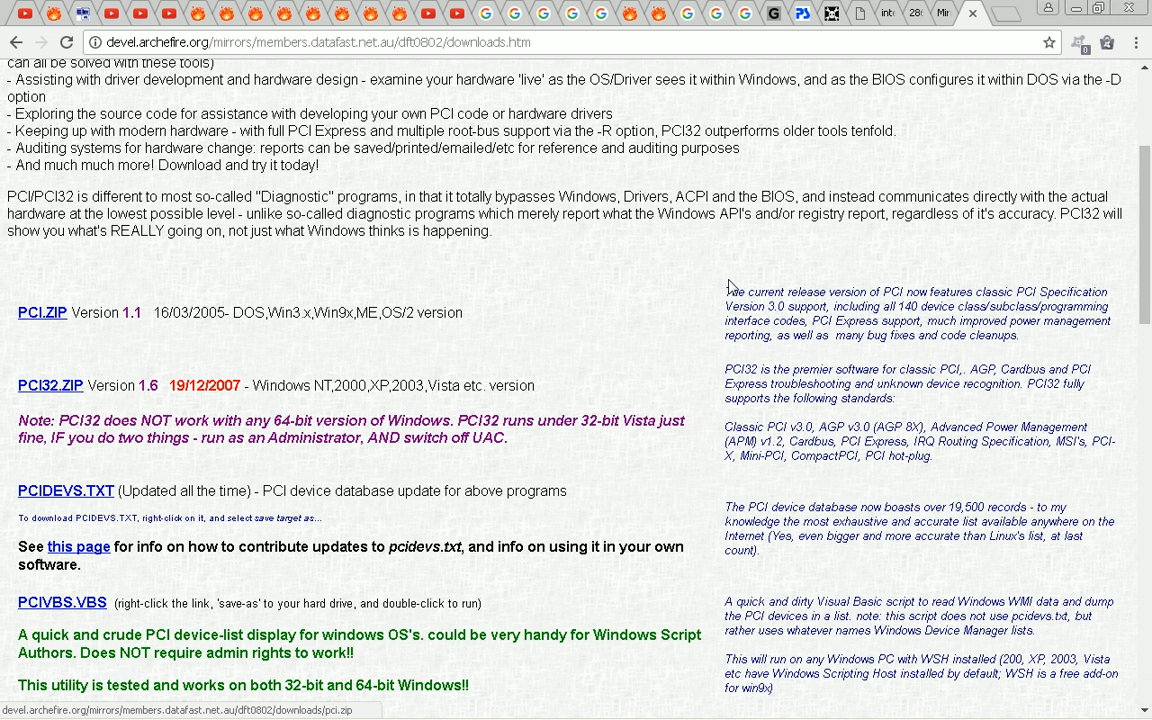 int
28
Mir
devel.archefire.org/mirrors/members.datafast.net.au/dft0802/downloads.htm
0
can all be solved with these tools)
- Assisting with driver development and hardware design - examine your hardware 'live' as the OS/Driver sees it within Windows, and as the BIOS configures it within DOS via the -D
option
- Exploring the source code for assistance with developing your own PCI code or hardware drivers
- Keeping up with modern hardware - with full PCI Express and multiple root-bus support via the -R option, PCI32 outperforms older tools tenfold.
- Auditing systems for hardware change: reports can be saved/printed/emailed/etc for reference and auditing purposes
- And much much more! Download and try it today!
PCI/PCI32 is different to most so-called "Diagnostic" programs, in that it totally bypasses Windows, Drivers, ACPI and the BIOS, and instead communicates directly with the actual
hardware at the lowest possible level - unlike so-called diagnostic programs which merely report what the Windows API's and/or registry report, regardless of it's accuracy. PCI32 will
show you what's REALLY going on, not just what Windows thinks is happening.
PCI.ZIP Version 1.1 16/03/2005- DOS,Win3.x,Win9x,ME,OS/2 version
The current release version of PCI now features classic PCI Specification
Version 3.0 support, including all 140 device class/subclass/programming
interface codes, PCI Express support, much improved power management
reporting, as well as many bug fixes and code cleanups.
PCI32.ZIP Version 1.6 19/12/2007 - Windows NT,2000,XP,2003,Vista etc. version
Note: PCI32 does NOT work with any 64-bit version of Windows. PCI32 runs under 32-bit Vista just
fine, IF you do two things - run as an Administrator, AND switch off UAC.
PCI32 is the premier software for classic PCI,. AGP, Cardbus and PCI
Express troubleshooting and unknown device recognition. PCI32 fully
supports the following standards:
Classic PCI v3.0, AGP v3.0 (AGP 8X), Advanced Power Management
(APM) v1.2, Cardbus, PCI Express, IRQ Routing Specification, MSI's, PCI-
X, Mini-PCI, CompactPCI, PCI hot-plug.
PCIDEVS.TXT (Updated all the time) - PCI device database update for above programs
To download PCIDEVS.TXT, right-click on it, and select save target as...
See this page for info on how to contribute updates to pcidevs.txt, and info on using it in your own
software.
The PCI device database now boasts over 19,500 records - to my
knowledge the most exhaustive and accurate list available anywhere on the
Internet (Yes, even bigger and more accurate than Linux's list, at last
count).
PCIVBS.VBS (right-click the link, 'save-as' to your hard drive, and double-click to run)
A quick and crude PCI device-list display for windows OS's. could be very handy for Windows Script
Authors. Does NOT require admin rights to work!!
This utility is tested and works on both 32-bit and 64-bit Windows!!
A quick and dirty Visual Basic script to read Windows WMI data and dump
the PCI devices in a list. note: this script does not use pcidevs.txt, but
rather uses whatever names Windows Device Manager lists.
This will run on any Windows PC with WSH installed (200, XP, 2003, Vista
etc have Windows Scripting Host installed by default; WSH is a free add-on
for win9x)
devel.archefire.org/mirrors/members.datafast.net.au/dft0802/downloads/pci.zip